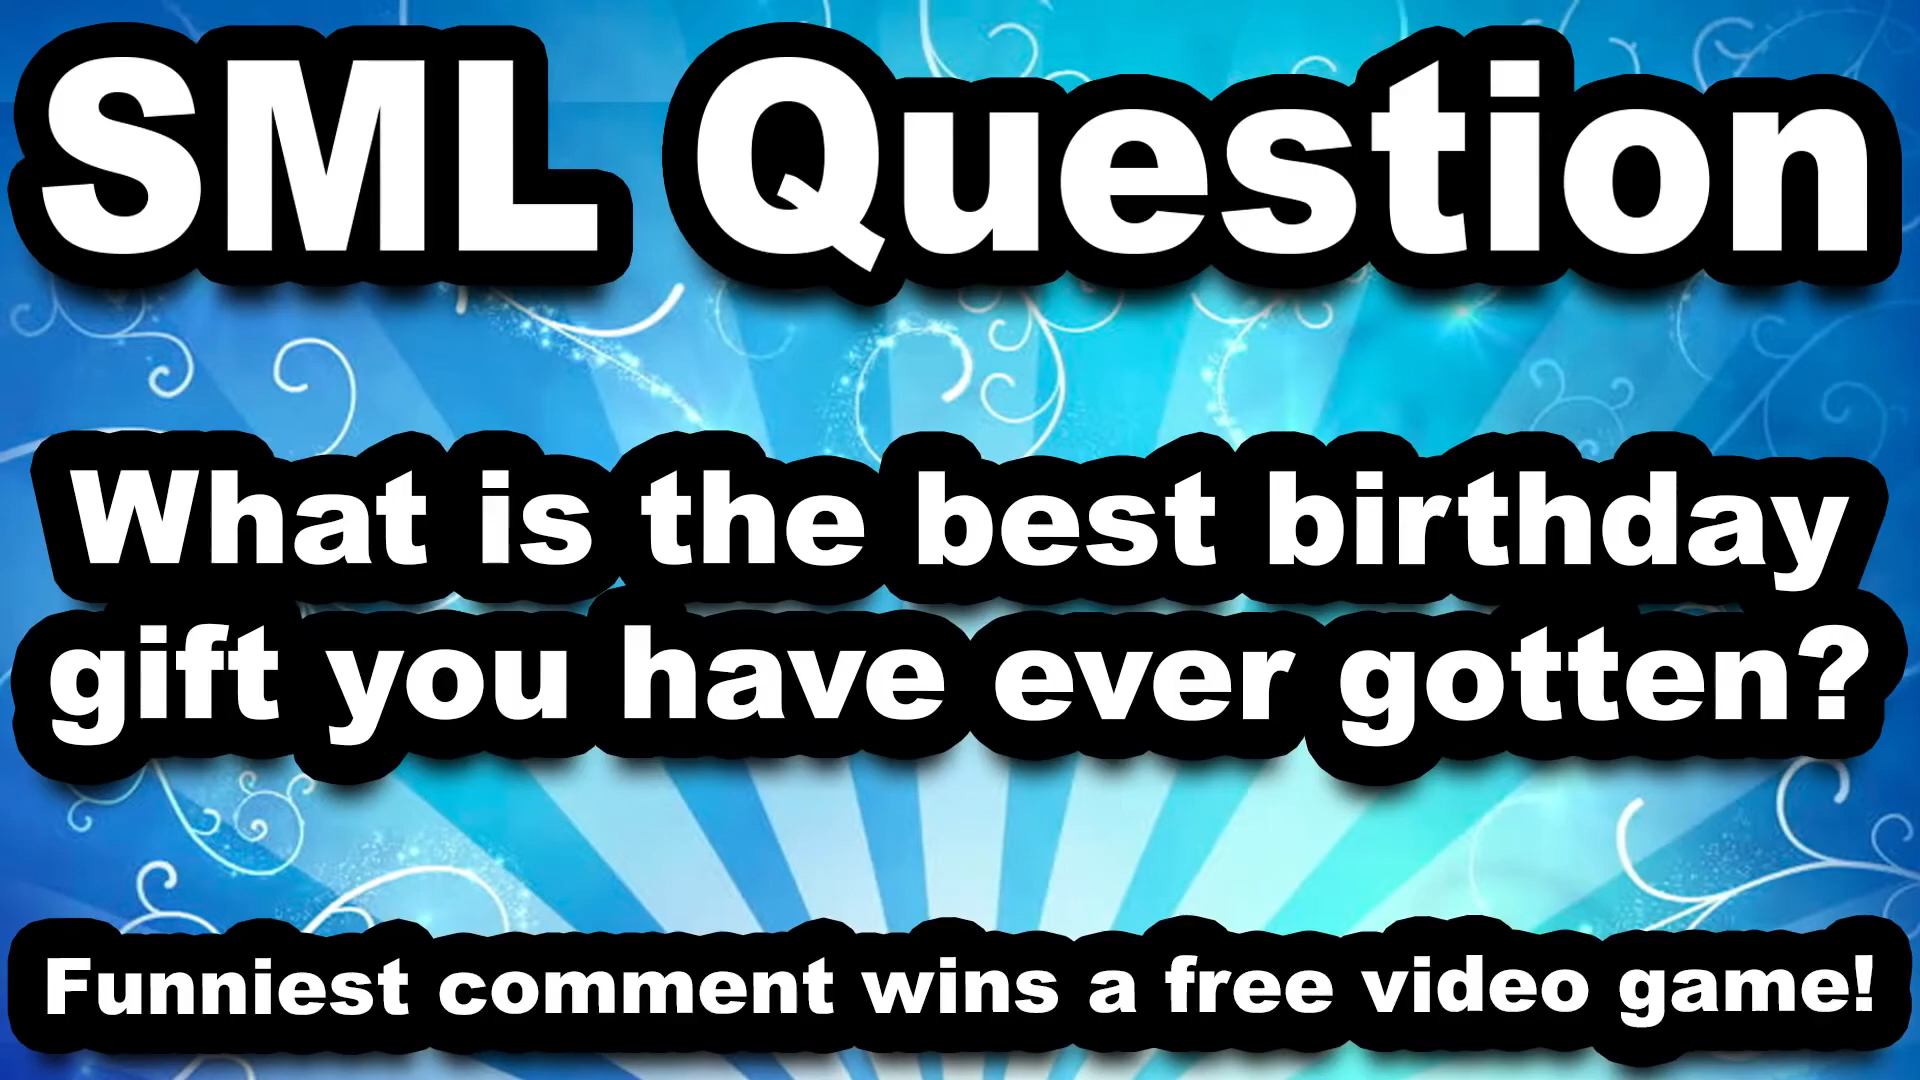 SML Question
What is the best birthday
gift you have ever gotten?
Funniest comment wins a free video game!